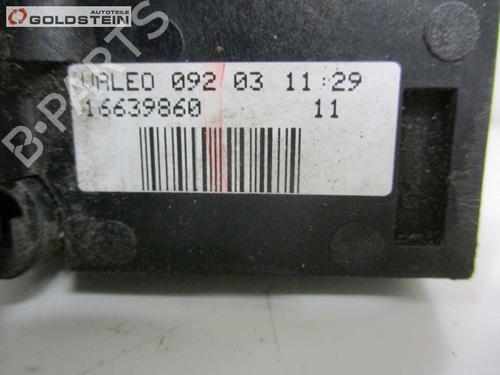 Autoteile
GOLDSTEIN
B-PARTS
VALEO 092 03 11:29
16639860 11